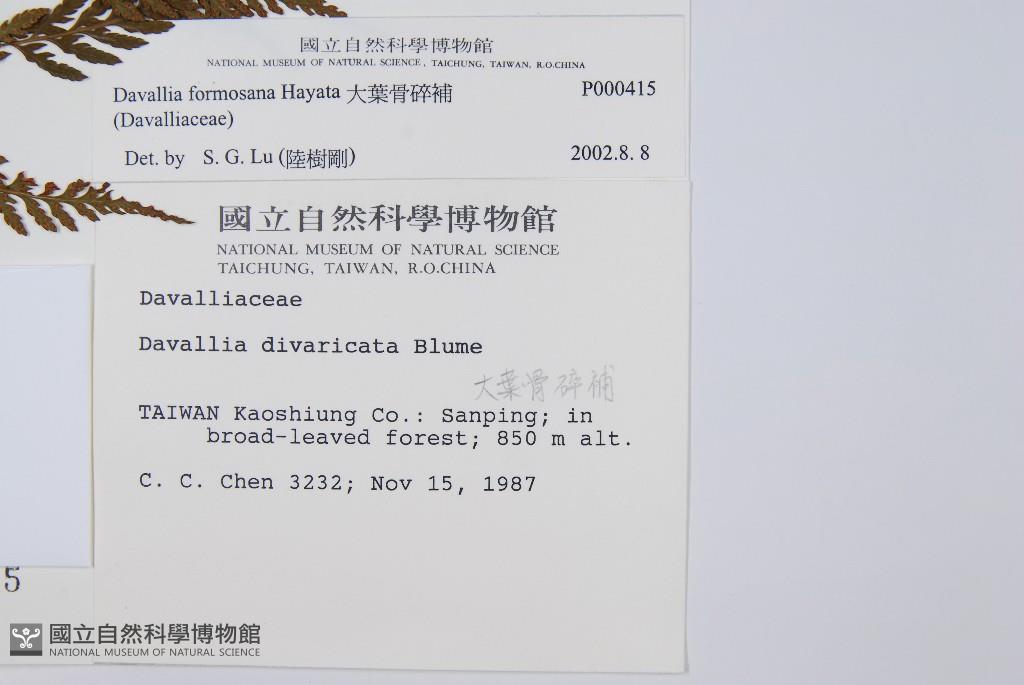 國立自然科學博物館
NATIONAL MUSEUM OF NATURAL SCIENCE, TAICHUNG, TAIWAN, R.O.CHINA
Davallia formosana Hayata 大葉骨碎補 P000415
(Davalliaceae)
Det. by S. G. Lu (陸樹剛) 2002.8. 8
國立自然科學博物館
NATIONAL MUSEUM OF NATURAL SCIENCE
TAICHUNG, TAIWAN, R.O.CHINA
Davalliaceae
Davallia divaricata Blume
大葉骨碎補
TAIWAN Kaoshiung Co.: Sanping; in
broad-leaved forest; 850 m alt.
C. C. Chen 3232; Nov 15, 1987
5
國立自然科學博物館
NATIONAL MUSEUM OF NATURAL SCIENCE